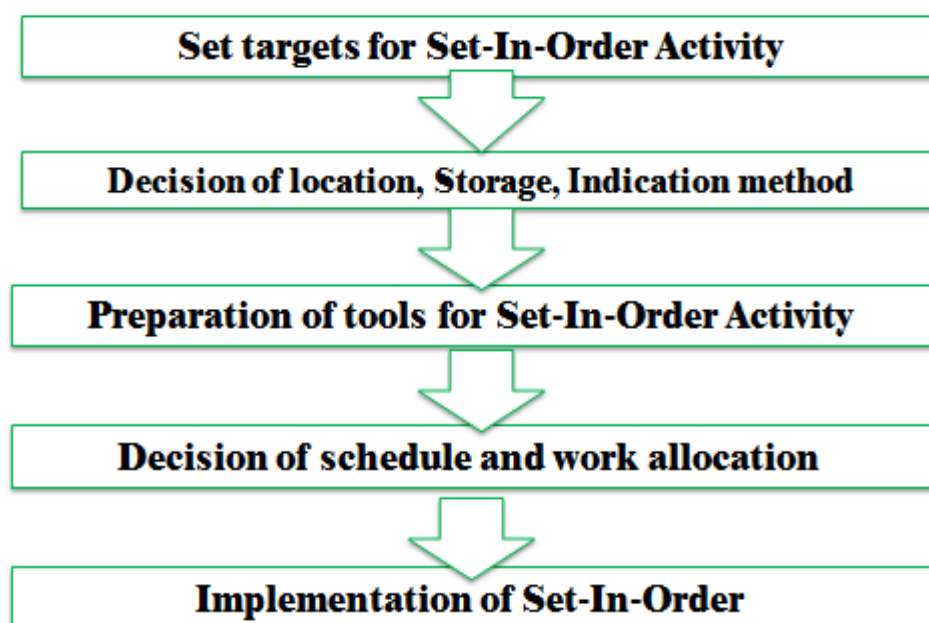 Set targets for Set-In-Order Activity
Decision of location, Storage, Indication method
Preparation of tools for Set-In-Order Activity
Decision of schedule and work allocation
Implementation of Set-In-Order